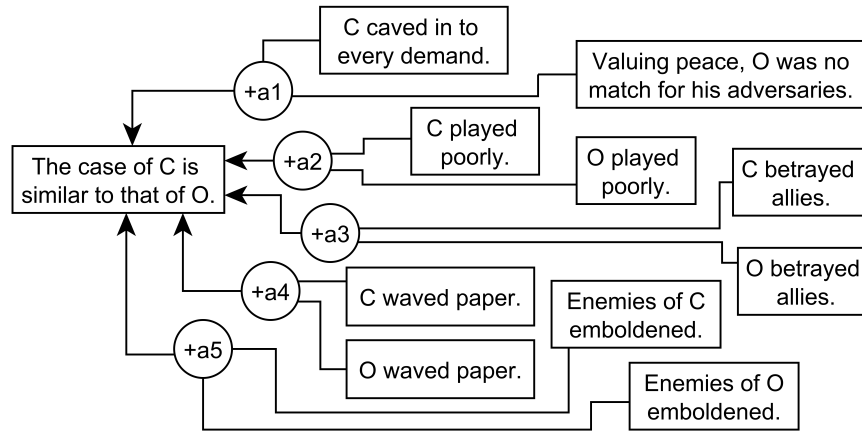 C caved in to
every demand.
+a1
Valuing peace, O was no
match for his adversaries.
The case of C is
similar to that of O.
+a2
C played
poorly.
O played
poorly.
+a3
C betrayed
allies.
O betrayed
allies.
+a4
C waved paper.
O waved paper.
+a5
Enemies of C
emboldened.
Enemies of O
emboldened.